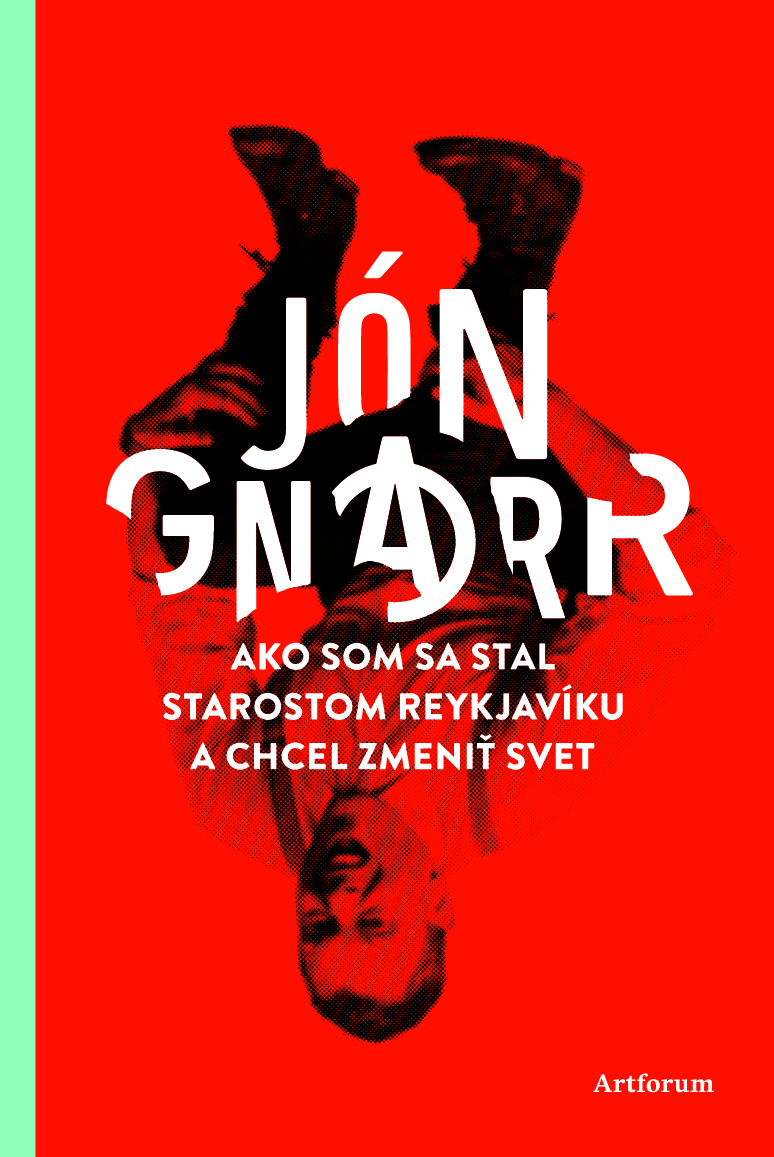 JÓN
GNARR
AKO SOM SA STAL
STAROSTOM REYKJAVÍKU
A CHCEL ZMENIŤ SVET
Artforum